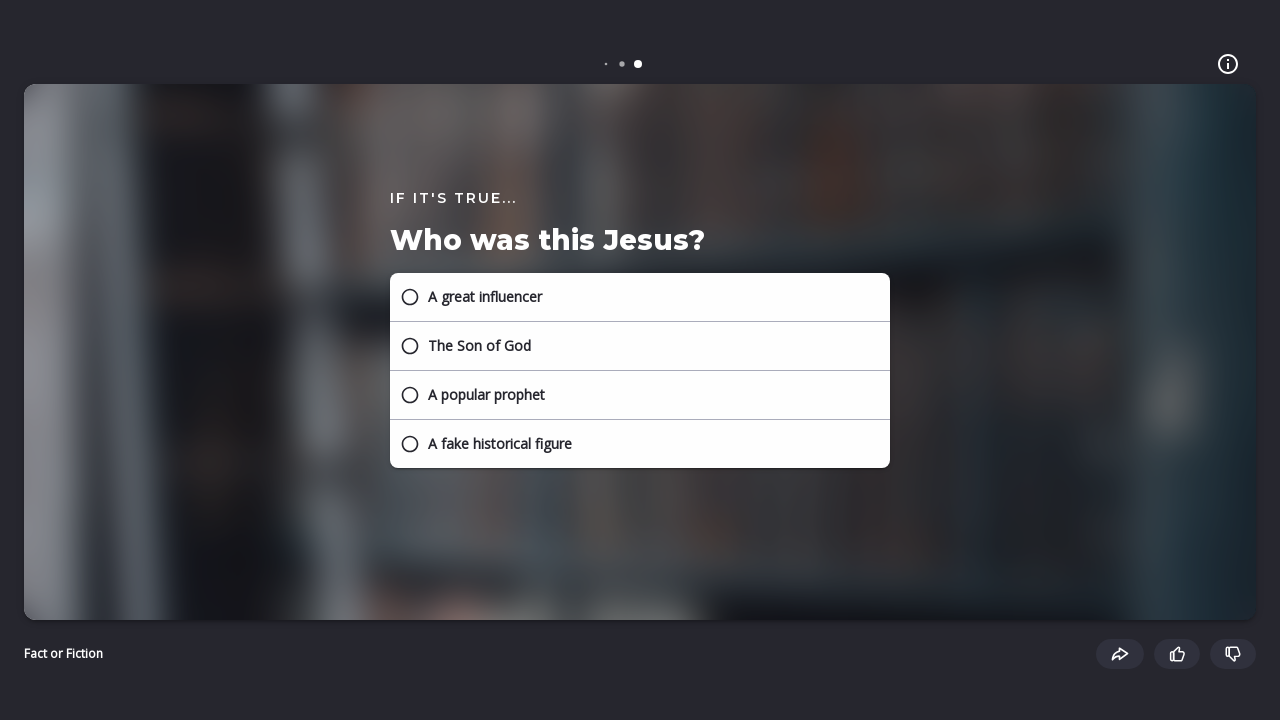 IF IT'S TRUE...
Who was this Jesus?
A great influencer
The Son of God
A popular prophet
A fake historical figure
Fact or Fiction